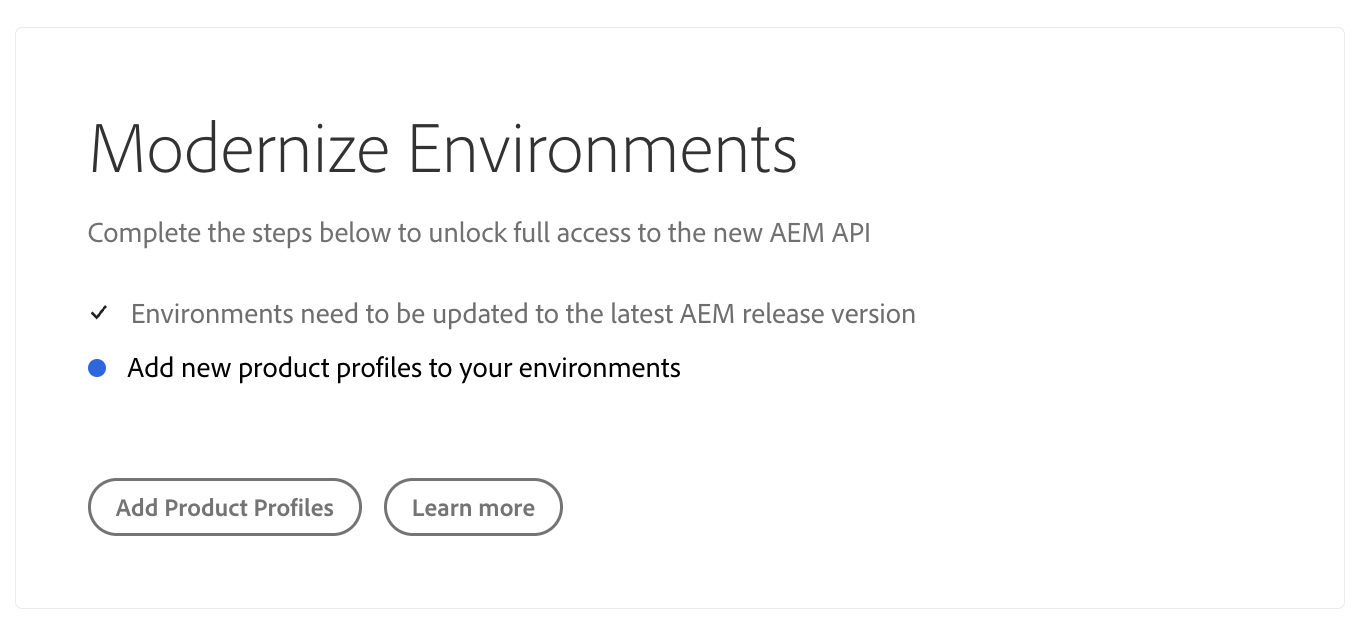 Modernize Environments
Complete the steps below to unlock full access to the new AEM API
Environments need to be updated to the latest AEM release version
Add new product profiles to your environments
Add Product Profiles
Learn more